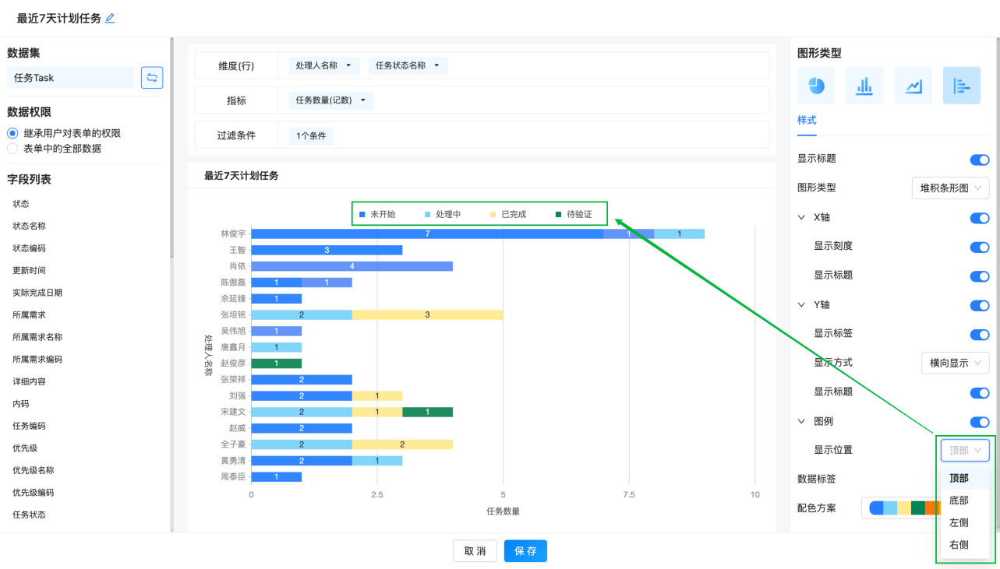 最近7天计划任务
数据集
任务Task
数据权限
继承用户对表单的权限
表单中的全部数据
字段列表
状态
状态名称
状态编码
更新时间
实际完成日期
所属需求
所属需求名称
所属需求编码
详细内容
内码
任务编码
优先级
优先级名称
优先级编码
任务状态
维度(行) 处理人名称 任务状态名称
指标 任务数量(记数)
过滤条件 1个条件
最近7天计划任务
未开始 处理中 已完成 待验证
处理人名称
林俊宇 7 1 1
王智 3
肖依 4
陈傲磊 1 1
佘延锋 1
张培铭 2 3
吴伟旭 1
唐鑫月 1
赵俊彦 1
张荣祥 2
刘强 2 1
宋建文 2 1 1
赵威 2
全子豪 2 2
黄勇清 2 1
周泰臣 1
0 2.5 5 7.5 10
任务数量
图形类型
样式
显示标题
图形类型 堆积条形图
X轴
显示刻度
显示标题
Y轴
显示标签
显示方式 横向显示
显示标题
图例
显示位置 顶部
数据标签
配色方案
顶部
底部
左侧
右侧
取 消 保 存